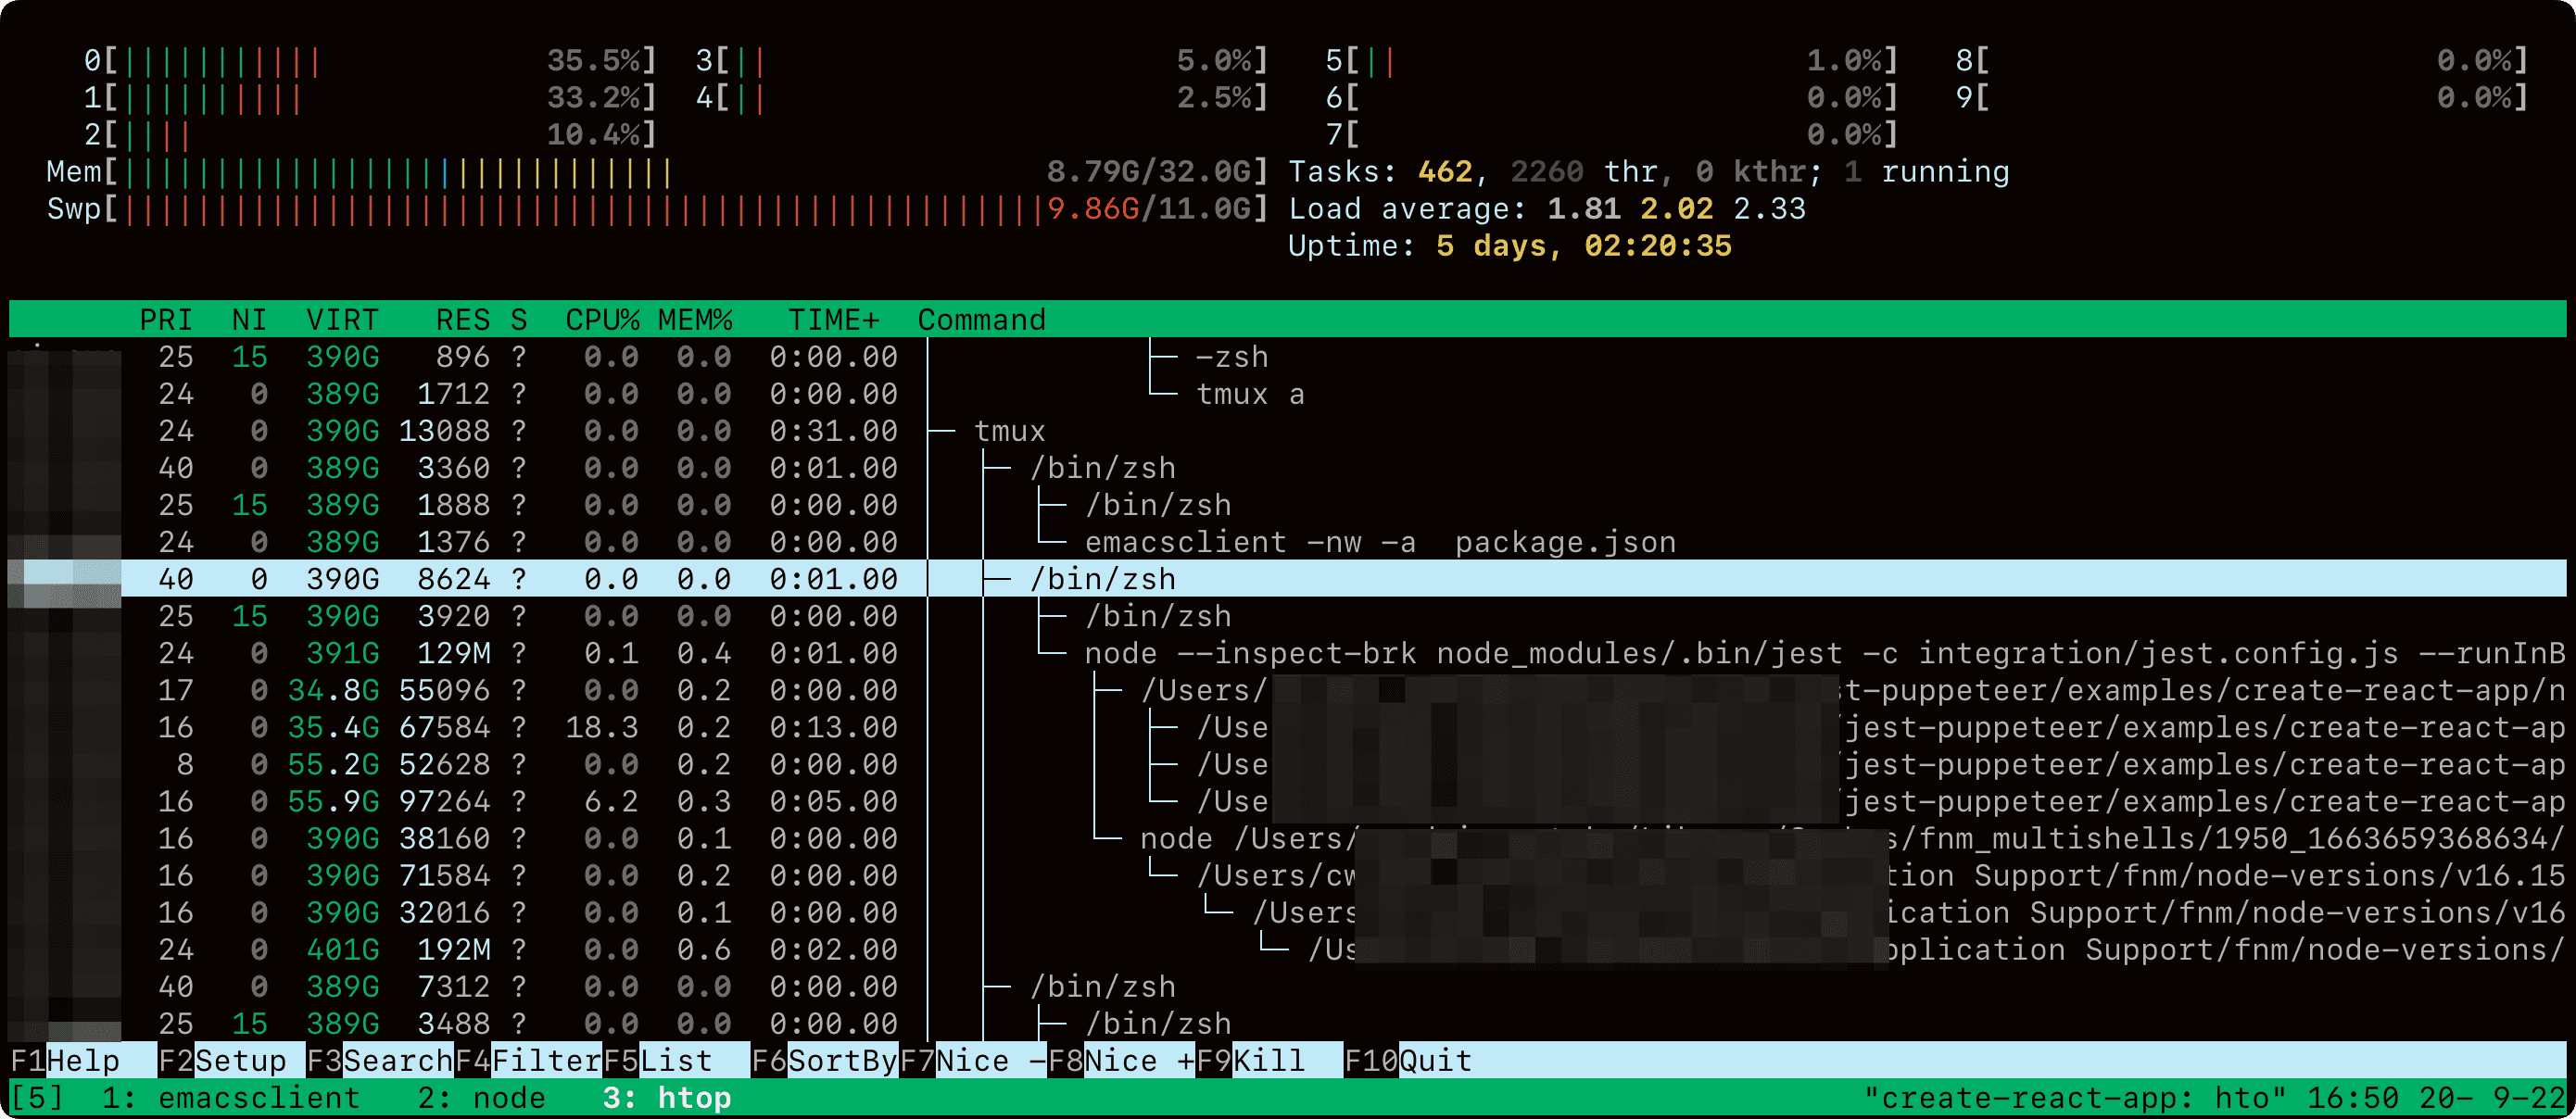 0[||||||||||| 35.5%] 3[|| 5.0%] 5[|| 1.0%] 8[ 0.0%]
1[|||||||||| 33.2%] 4[|| 2.5%] 6[ 0.0%] 9[ 0.0%]
2[|||| 10.4%] 7[ 0.0%]
Mem[|||||||||||||||||||||||||||||| 8.79G/32.0G] Tasks: 462, 2260 thr, 0 kthr; 1 running
Swp[||||||||||||||||||||||||||||||||||||||||||||||||||9.86G/11.0G] Load average: 1.81 2.02 2.33
Uptime: 5 days, 02:20:35
PRI NI VIRT RES S CPU% MEM% TIME+ Command
25 15 390G 896 ? 0.0 0.0 0:00.00 │ ├─ -zsh
24 0 389G 1712 ? 0.0 0.0 0:00.00 │ └─ tmux a
24 0 390G 13088 ? 0.0 0.0 0:31.00 ├─ tmux
40 0 389G 3360 ? 0.0 0.0 0:01.00 │ ├─ /bin/zsh
25 15 389G 1888 ? 0.0 0.0 0:00.00 │ │ ├─ /bin/zsh
24 0 389G 1376 ? 0.0 0.0 0:00.00 │ │ └─ emacsclient -nw -a  package.json
40 0 390G 8624 ? 0.0 0.0 0:01.00 │ ├─ /bin/zsh
25 15 390G 3920 ? 0.0 0.0 0:00.00 │ │ ├─ /bin/zsh
24 0 391G 129M ? 0.1 0.4 0:01.00 │ │ └─ node --inspect-brk node_modules/.bin/jest -c integration/jest.config.js --runInB
17 0 34.8G 55096 ? 0.0 0.2 0:00.00 │ │ ├─ /Users/ st-puppeteer/examples/create-react-app/n
16 0 35.4G 67584 ? 18.3 0.2 0:13.00 │ │ │ ├─ /Use /jest-puppeteer/examples/create-react-ap
8 0 55.2G 52628 ? 0.0 0.2 0:00.00 │ │ │ ├─ /Use /jest-puppeteer/examples/create-react-ap
16 0 55.9G 97264 ? 6.2 0.3 0:05.00 │ │ │ └─ /Use /jest-puppeteer/examples/create-react-ap
16 0 390G 38160 ? 0.0 0.1 0:00.00 │ │ └─ node /Users/ s/fnm_multishells/1950_1663659368634/
16 0 390G 71584 ? 0.0 0.2 0:00.00 │ │ └─ /Users/cw tion Support/fnm/node-versions/v16.15
16 0 390G 32016 ? 0.0 0.1 0:00.00 │ │ └─ /Users ication Support/fnm/node-versions/v16
24 0 401G 192M ? 0.0 0.6 0:02.00 │ │ └─ /Us pplication Support/fnm/node-versions/
40 0 389G 7312 ? 0.0 0.0 0:00.00 │ ├─ /bin/zsh
25 15 389G 3488 ? 0.0 0.0 0:00.00 │ │ ├─ /bin/zsh
F1Help F2Setup F3SearchF4FilterF5List F6SortByF7Nice -F8Nice +F9Kill F10Quit
[5] 1: emacsclient 2: node 3: htop "create-react-app: hto" 16:50 20- 9-22